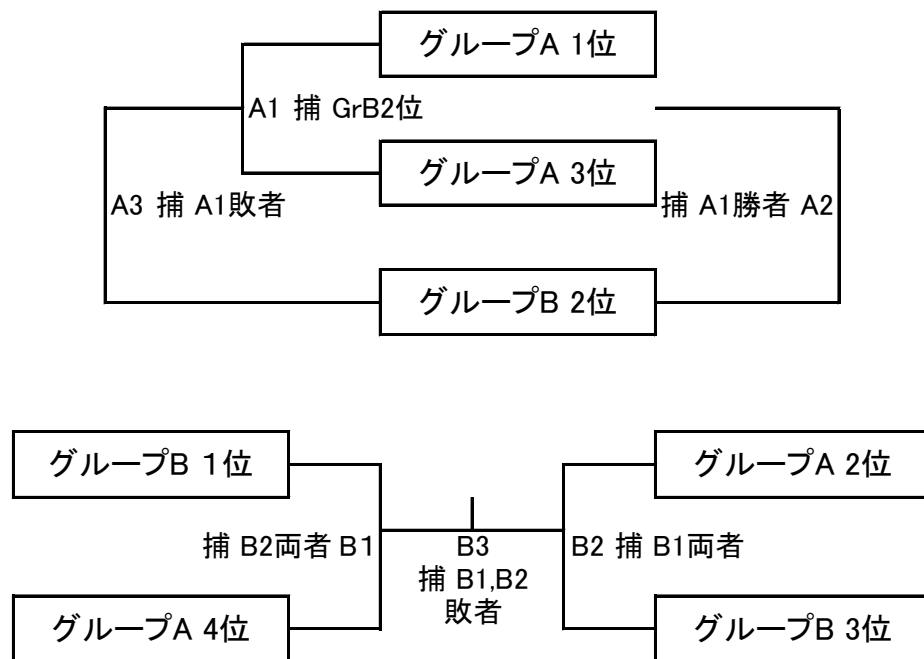 グループA 1位
A1 捕 GrB2位
グループA 3位
A3 捕 A1敗者
捕 A1勝者 A2
グループB 2位
グループB 1位
グループA 2位
捕 B2両者 B1
B3
捕 B1,B2
敗者
B2 捕 B1両者
グループA 4位
グループB 3位